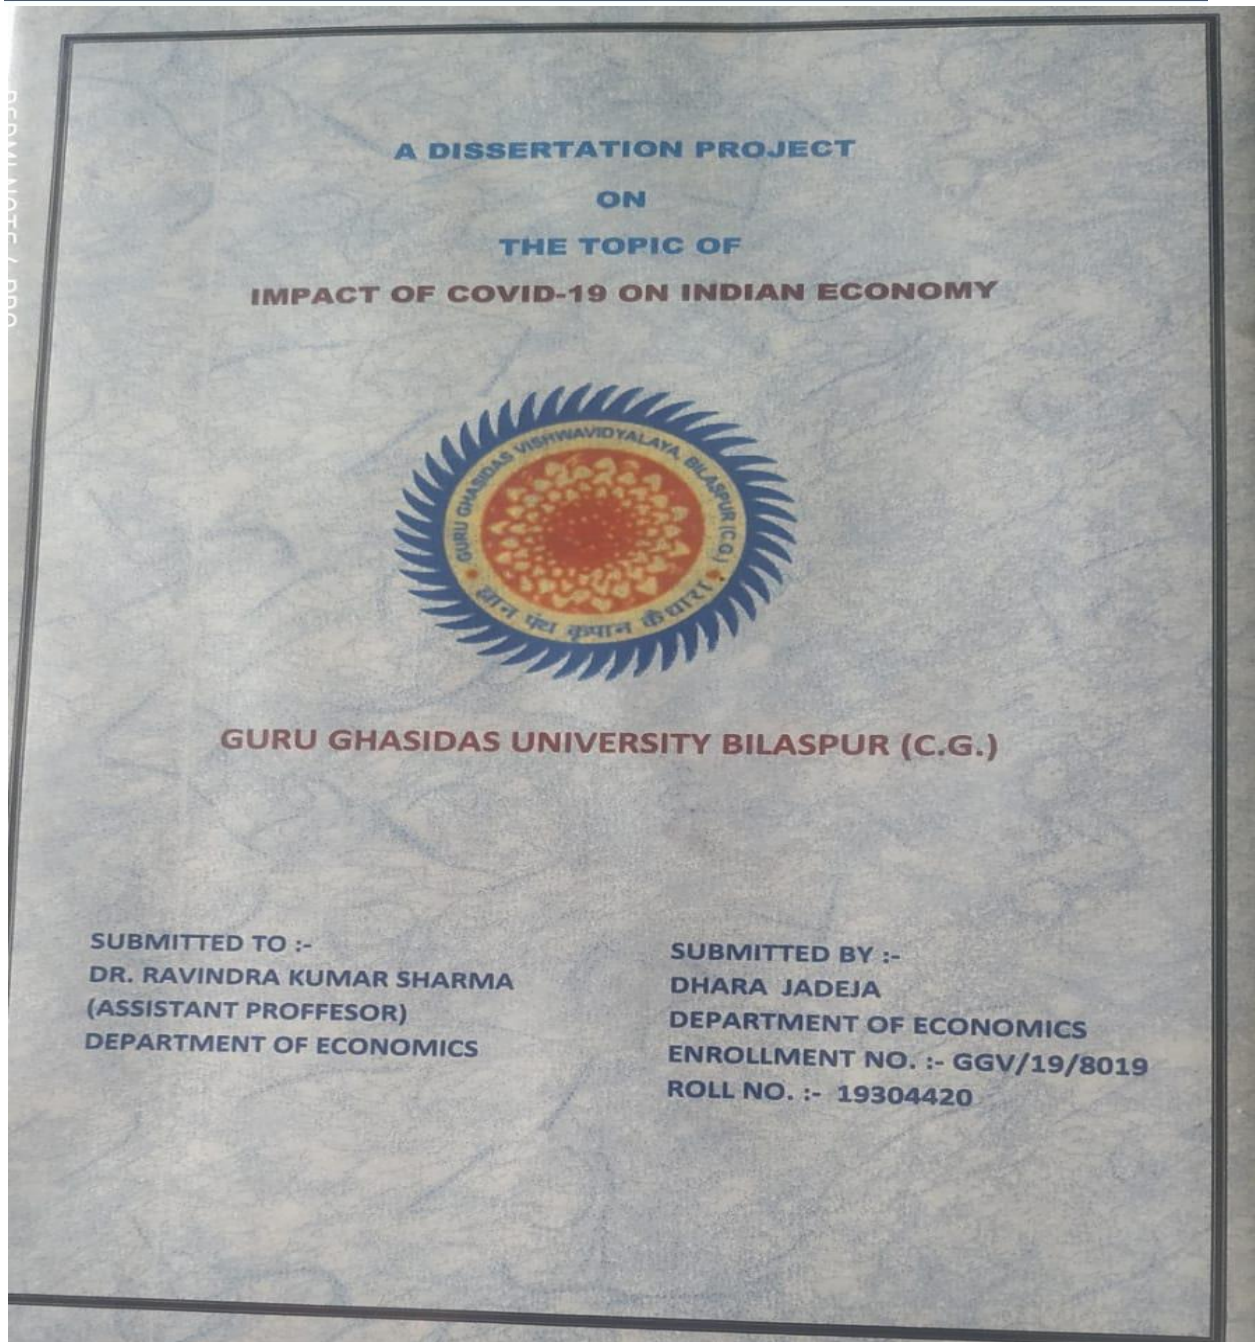 A DISSERTATION PROJECT
ON
THE TOPIC OF
IMPACT OF COVID-19 ON INDIAN ECONOMY
GURU GHASIDAS VISHWAVIDYALAYA, BILASPUR (C.G.)
GURU GHASIDAS UNIVERSITY BILASPUR (C.G.)
SUBMITTED TO :-
DR. RAVINDRA KUMAR SHARMA
(ASSISTANT PROFFESOR)
DEPARTMENT OF ECONOMICS
SUBMITTED BY :-
DHARA JADEJA
DEPARTMENT OF ECONOMICS
ENROLLMENT NO. :- GGV/19/8019
ROLL NO. :- 19304420